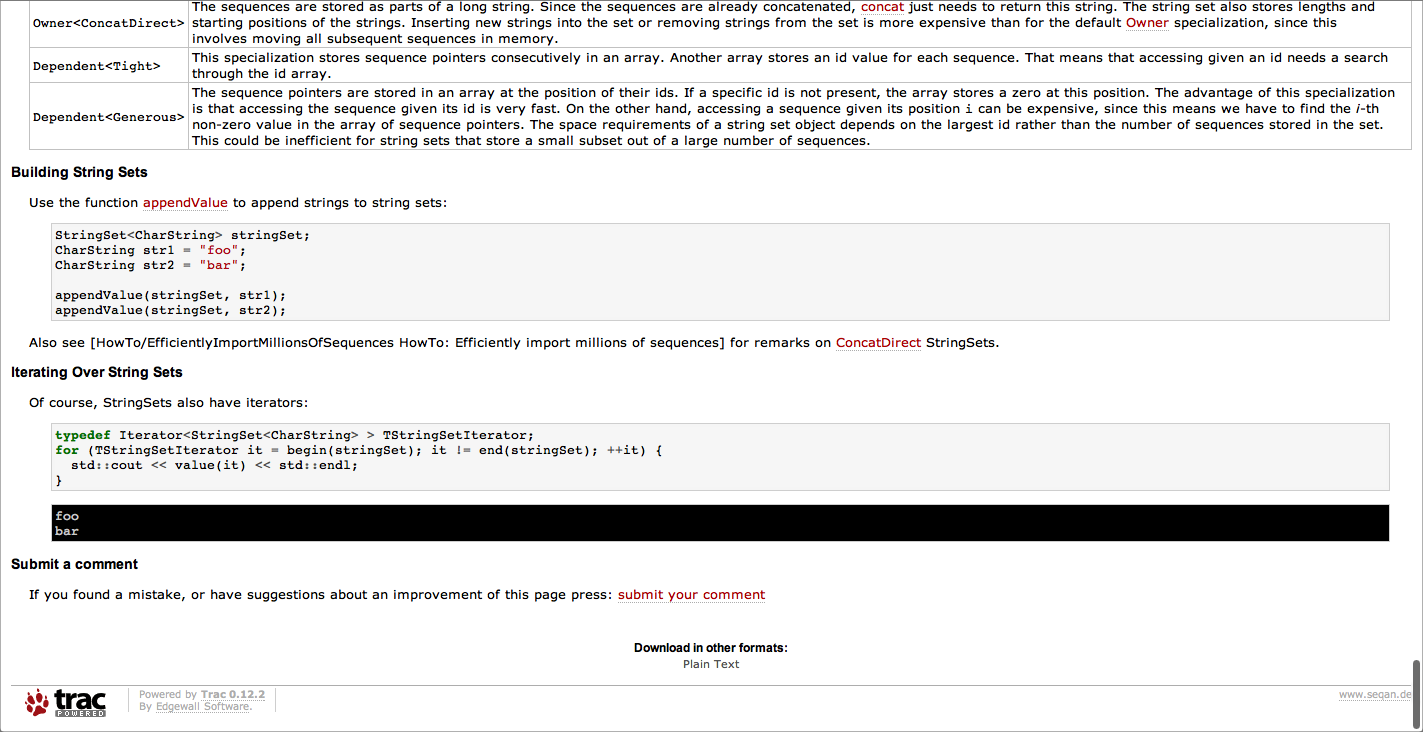 The sequences are stored as parts of a long string. Since the sequences are already concatenated, concat just needs to return this string. The string set also stores lengths and
Owner<ConcatDirect> starting positions of the strings. Inserting new strings into the set or removing strings from the set is more expensive than for the default Owner specialization, since this
involves moving all subsequent sequences in memory.
Dependent<Tight> This specialization stores sequence pointers consecutively in an array. Another array stores an id value for each sequence. That means that accessing given an id needs a search
through the id array.
The sequence pointers are stored in an array at the position of their ids. If a specific id is not present, the array stores a zero at this position. The advantage of this specialization
is that accessing the sequence given its id is very fast. On the other hand, accessing a sequence given its position i can be expensive, since this means we have to find the i-th
Dependent<Generous> non-zero value in the array of sequence pointers. The space requirements of a string set object depends on the largest id rather than the number of sequences stored in the set.
This could be inefficient for string sets that store a small subset out of a large number of sequences.
Building String Sets
Use the function appendValue to append strings to string sets:
StringSet<CharString> stringSet;
CharString str1 = "foo";
CharString str2 = "bar";
appendValue(stringSet, str1);
appendValue(stringSet, str2);
Also see [HowTo/EfficientlyImportMillionsOfSequences HowTo: Efficiently import millions of sequences] for remarks on ConcatDirect StringSets.
Iterating Over String Sets
Of course, StringSets also have iterators:
typedef Iterator<StringSet<CharString> > TStringSetIterator;
for (TStringSetIterator it = begin(stringSet); it != end(stringSet); ++it) {
  std::cout << value(it) << std::endl;
}
foo
bar
Submit a comment
If you found a mistake, or have suggestions about an improvement of this page press: submit your comment
Download in other formats:
Plain Text
trac
POWERED
Powered by Trac 0.12.2
By Edgewall Software.
www.seqan.de